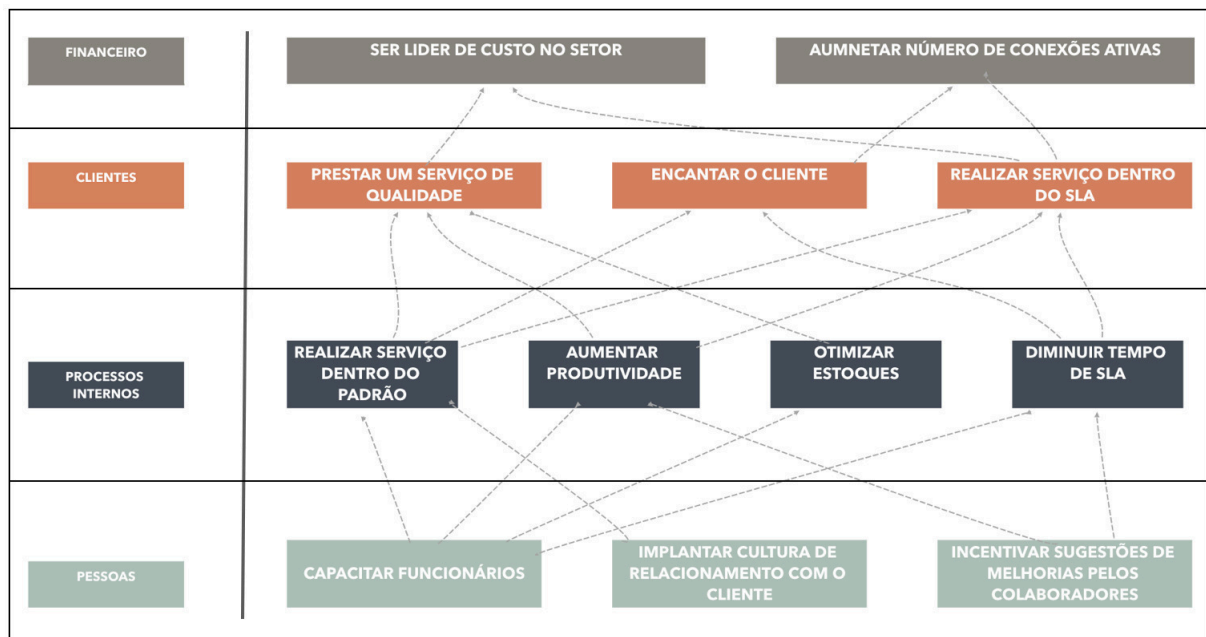 FINANCEIRO
SER LIDER DE CUSTO NO SETOR
AUMNETAR NÚMERO DE CONEXÕES ATIVAS
CLIENTES
PRESTAR UM SERVIÇO DE
QUALIDADE
ENCANTAR O CLIENTE
REALIZAR SERVIÇO DENTRO
DO SLA
PROCESSOS
INTERNOS
REALIZAR SERVIÇO
DENTRO DO
PADRÃO
AUMENTAR
PRODUTIVIDADE
OTIMIZAR
ESTOQUES
DIMINUIR TEMPO
DE SLA
PESSOAS
CAPACITAR FUNCIONÁRIOS
IMPLANTAR CULTURA DE
RELACIONAMENTO COM O
CLIENTE
INCENTIVAR SUGESTÕES DE
MELHORIAS PELOS
COLABORADORES